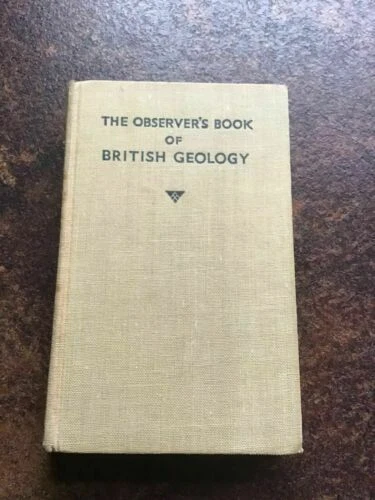 THE OBSERVER'S BOOK
OF
BRITISH GEOLOGY